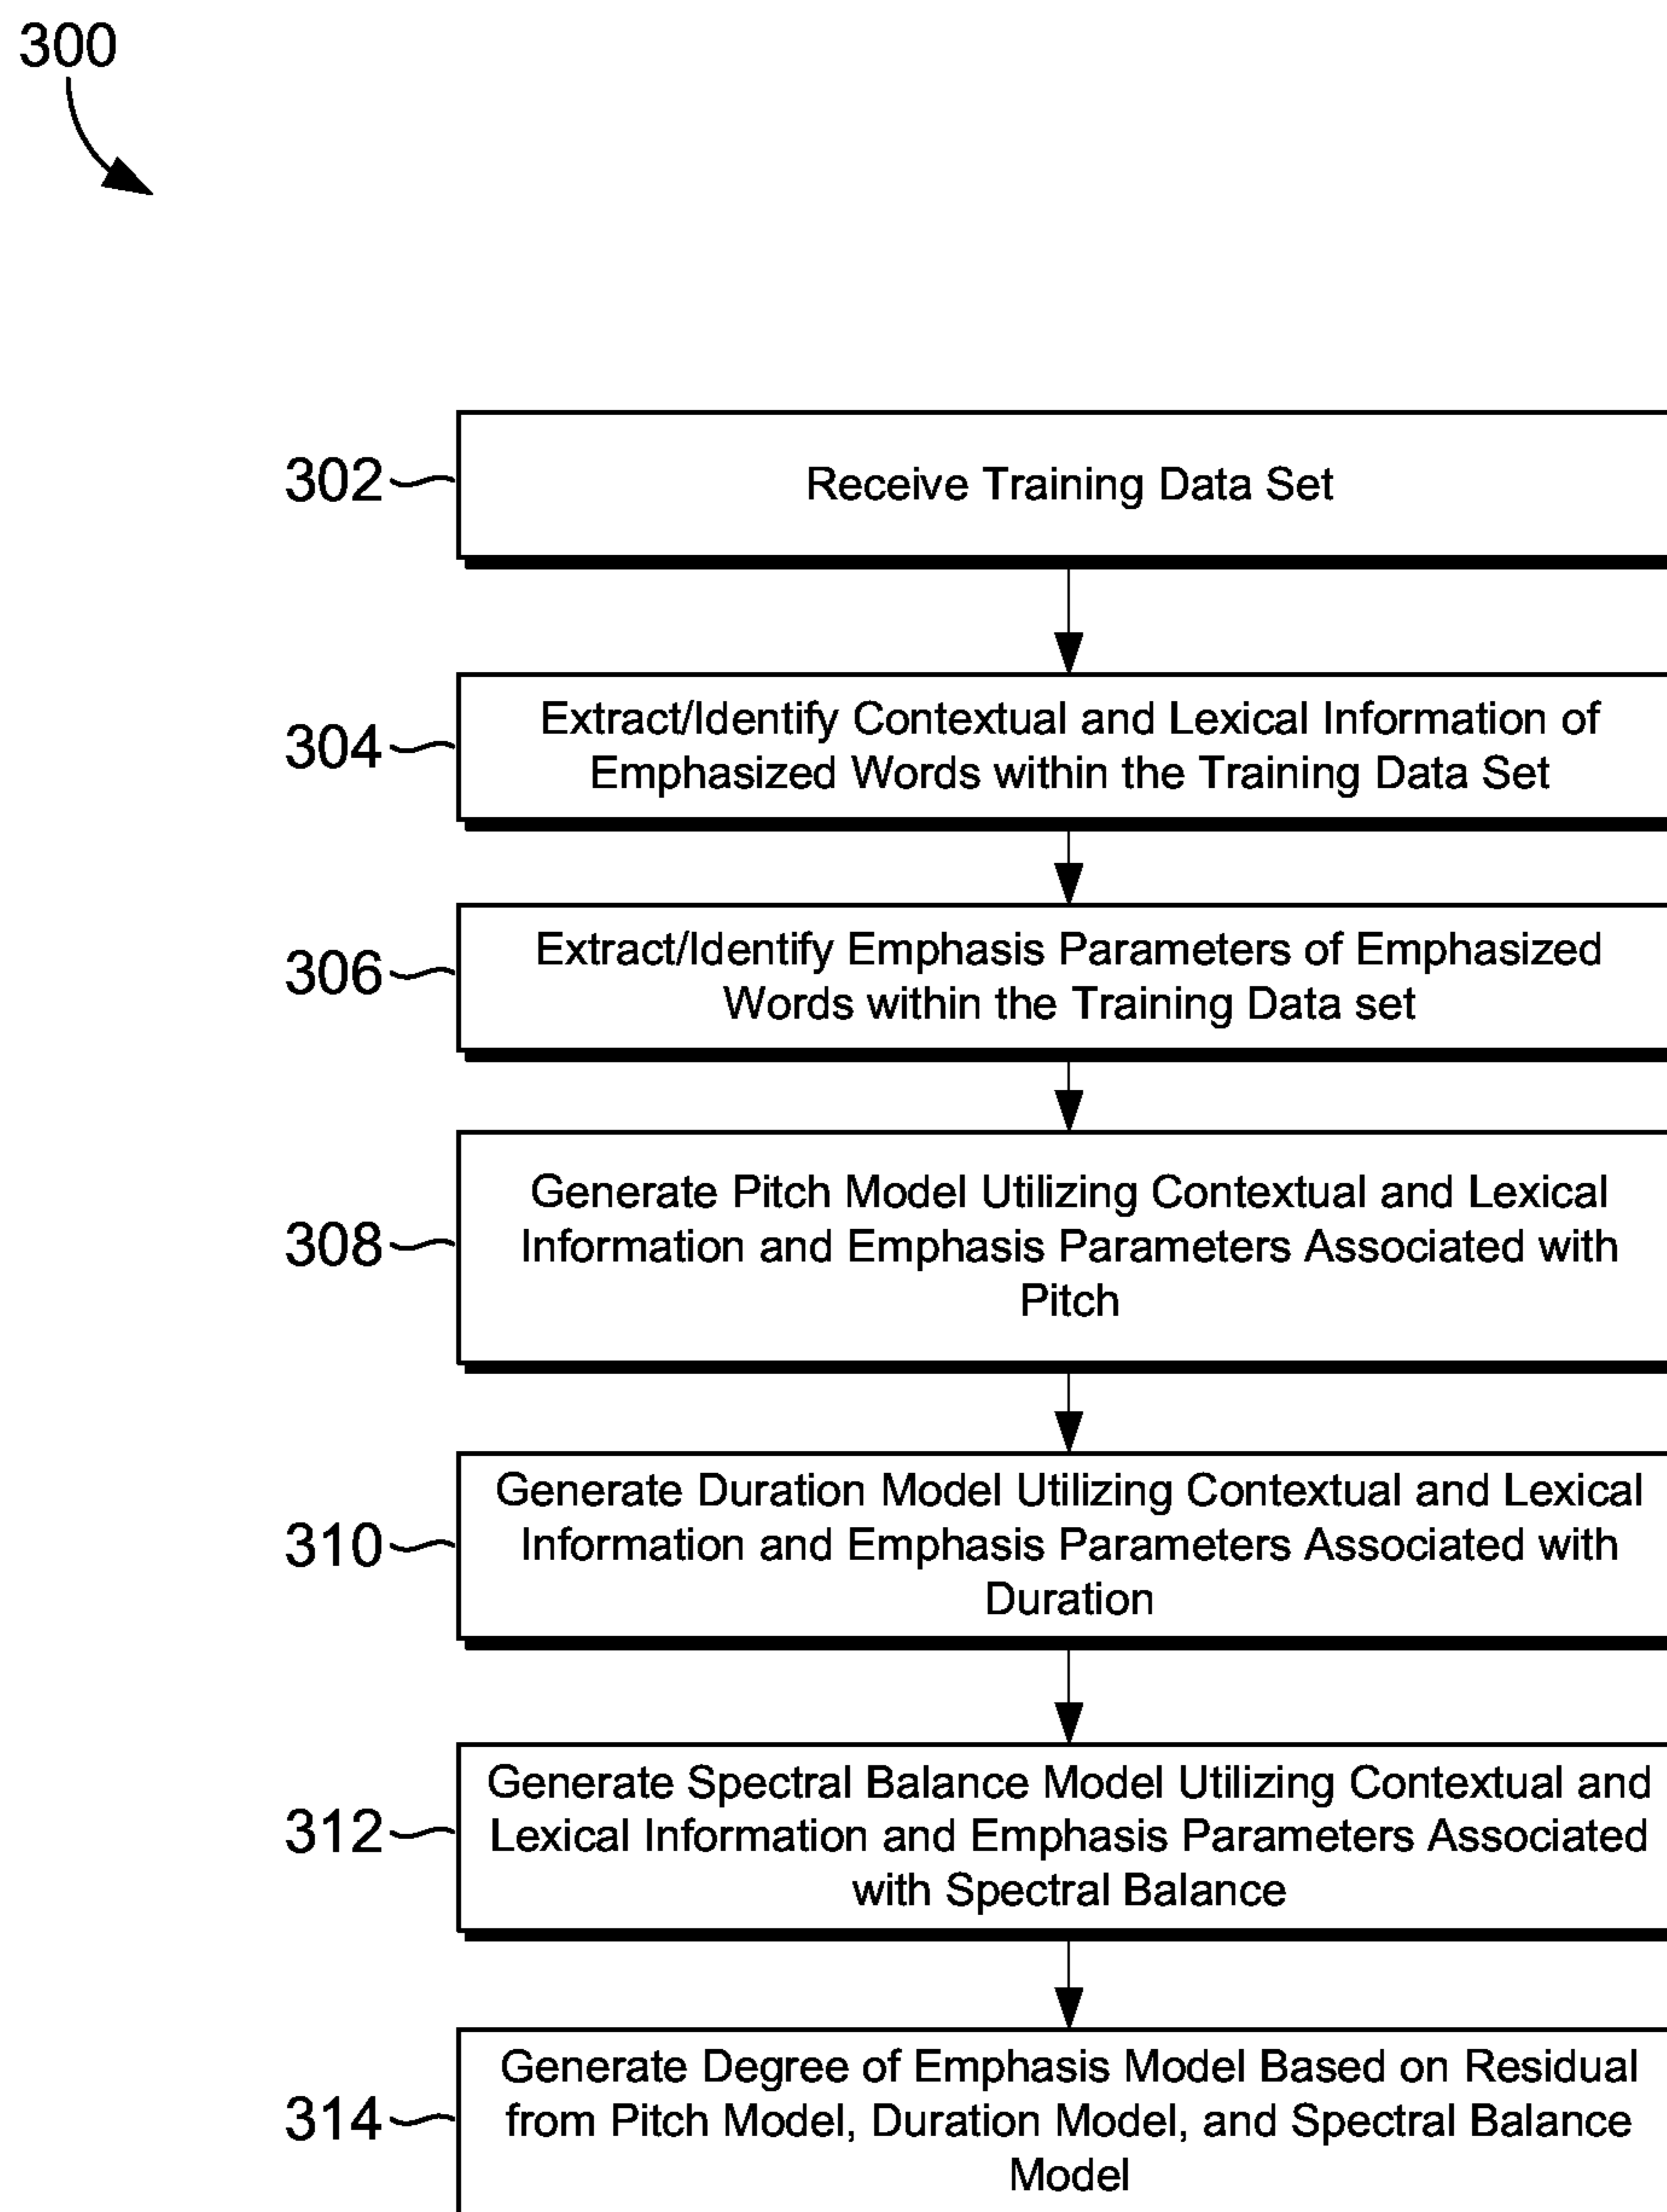 300
302
Receive Training Data Set
304
Extract/Identify Contextual and Lexical Information of
Emphasized Words within the Training Data Set
306
Extract/Identify Emphasis Parameters of Emphasized
Words within the Training Data set
308
Generate Pitch Model Utilizing Contextual and Lexical
Information and Emphasis Parameters Associated with
Pitch
310
Generate Duration Model Utilizing Contextual and Lexical
Information and Emphasis Parameters Associated with
Duration
312
Generate Spectral Balance Model Utilizing Contextual and
Lexical Information and Emphasis Parameters Associated
with Spectral Balance
314
Generate Degree of Emphasis Model Based on Residual
from Pitch Model, Duration Model, and Spectral Balance
Model